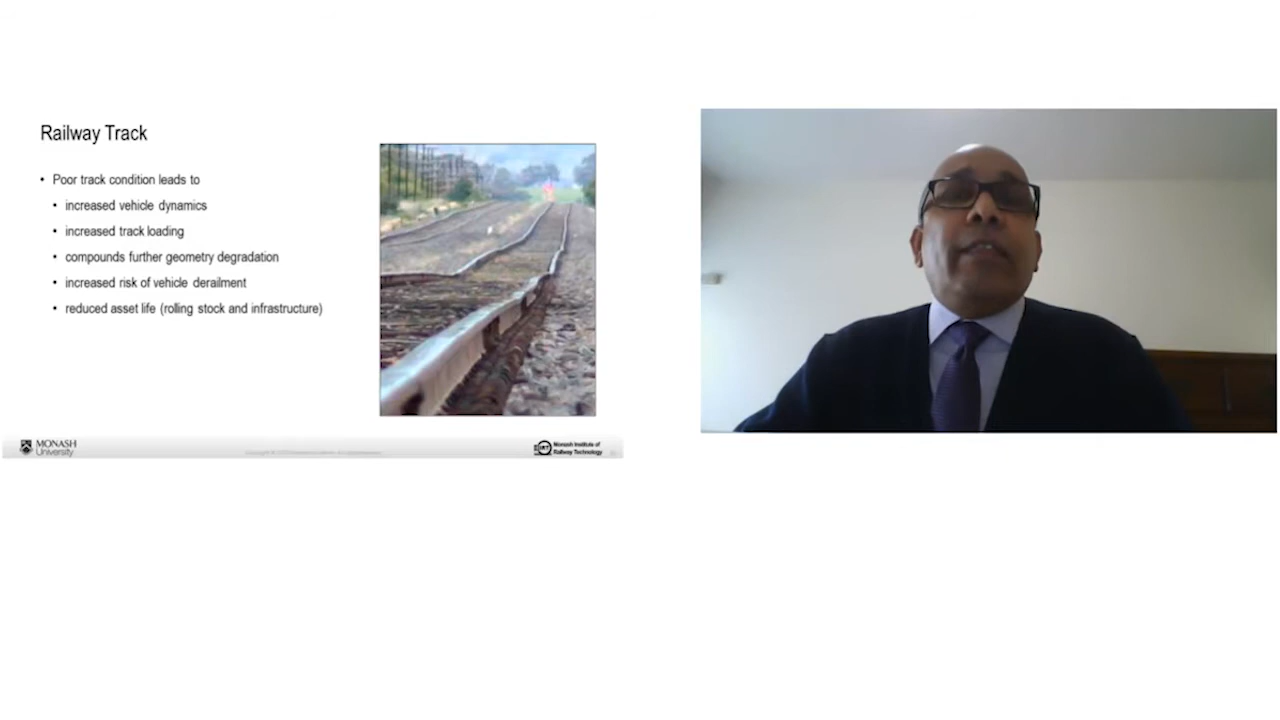 Railway Track
• Poor track condition leads to
• increased vehicle dynamics
• increased track loading
• compounds further geometry degradation
• increased risk of vehicle derailment
• reduced asset life (rolling stock and infrastructure)
MONASH
University
Monash Institute of
Railway Technology